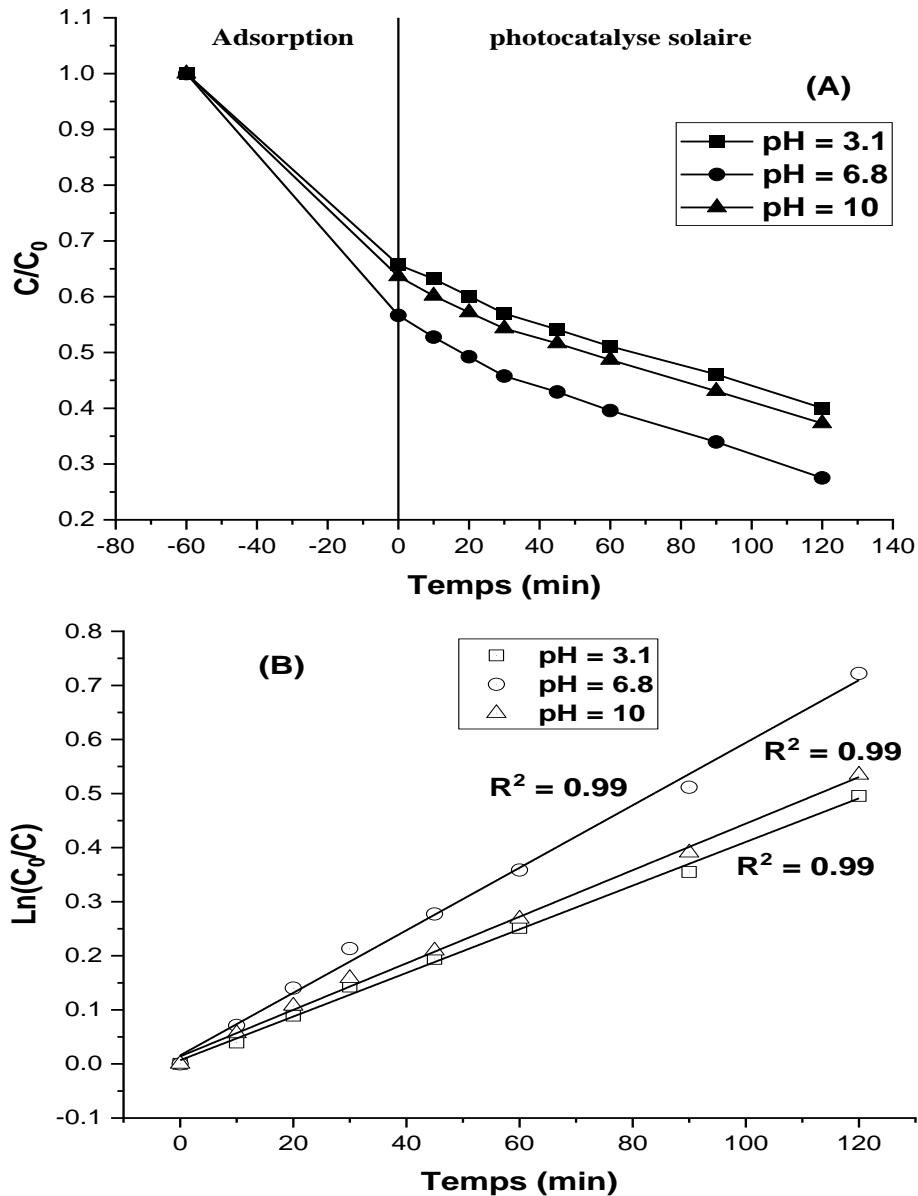 Adsorption photocatalyse solaire
(A)
pH = 3.1
pH = 6.8
pH = 10
C/C₀
1.0
0.9
0.8
0.7
0.6
0.5
0.4
0.3
0.2
-80 -60 -40 -20 0 20 40 60 80 100 120 140
Temps (min)
(B)
pH = 3.1
pH = 6.8
pH = 10
R² = 0.99
R² = 0.99
R² = 0.99
Ln(C₀/C)
0.8
0.7
0.6
0.5
0.4
0.3
0.2
0.1
0.0
-0.1
0 20 40 60 80 100 120
Temps (min)